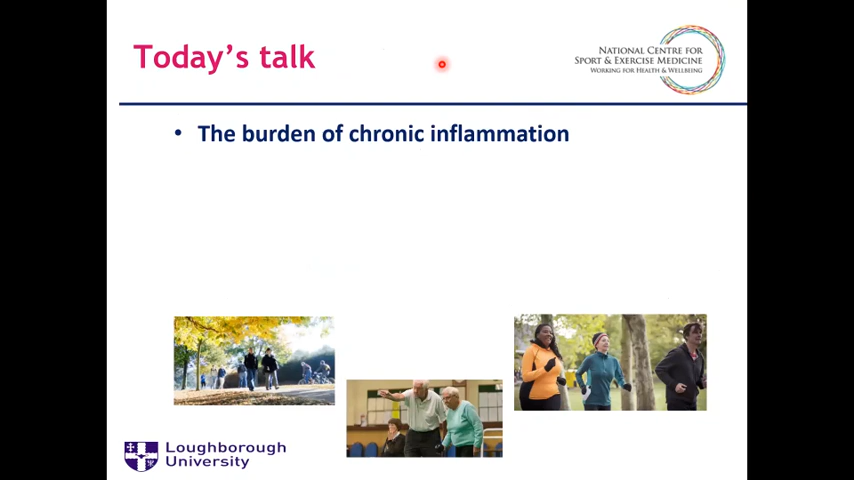 Today's talk
NATIONAL CENTRE FOR
SPORT & EXERCISE MEDICINE
WORKING FOR HEALTH & WELLBEING
• The burden of chronic inflammation
Loughborough
University